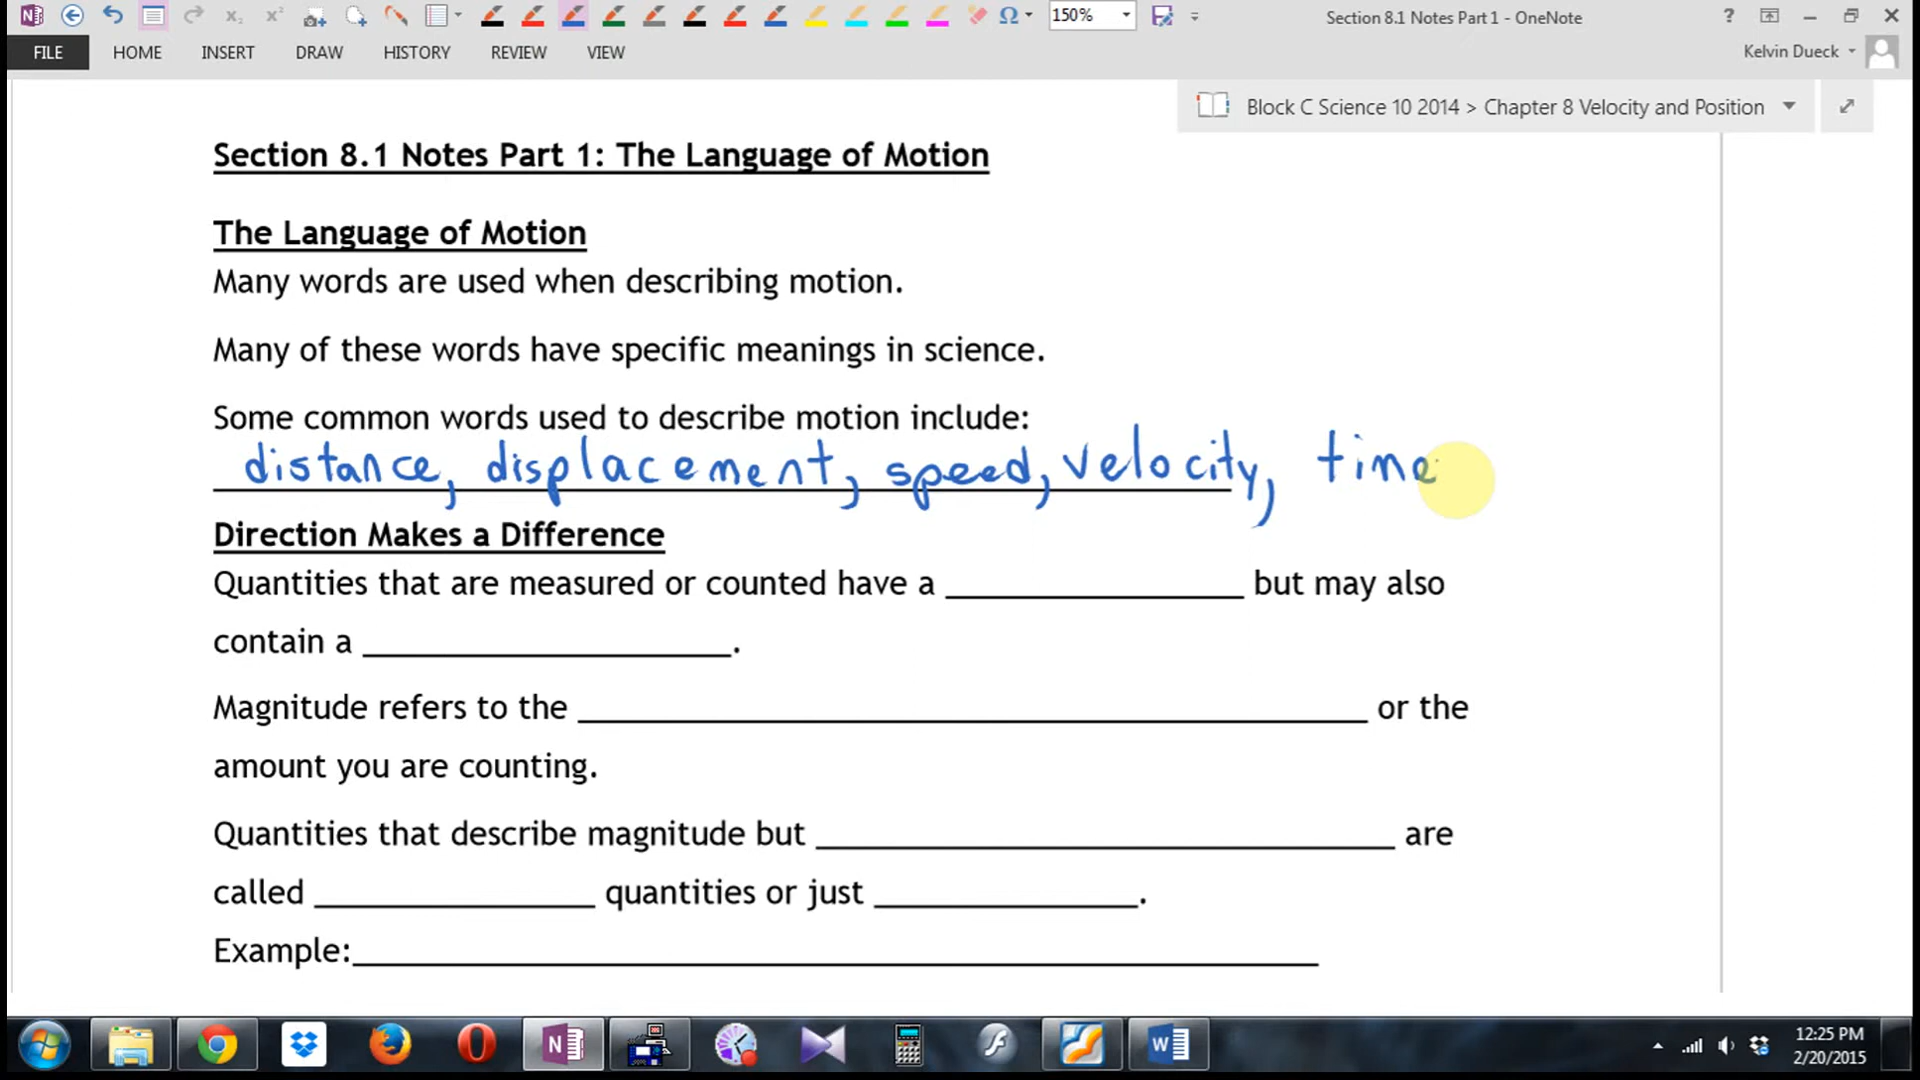 x₂ x² Ω 150% Section 8.1 Notes Part 1 - OneNote ?
FILE HOME INSERT DRAW HISTORY REVIEW VIEW Kelvin Dueck
Block C Science 10 2014 > Chapter 8 Velocity and Position
Section 8.1 Notes Part 1: The Language of Motion
The Language of Motion
Many words are used when describing motion.
Many of these words have specific meanings in science.
Some common words used to describe motion include:
distance, displacement, speed, velocity, time
Direction Makes a Difference
Quantities that are measured or counted have a ________________ but may also
contain a ____________________.
Magnitude refers to the ___________________________________________ or the
amount you are counting.
Quantities that describe magnitude but ________________________________ are
called _______________ quantities or just ______________.
Example:_____________________________________________________
12:25 PM
2/20/2015